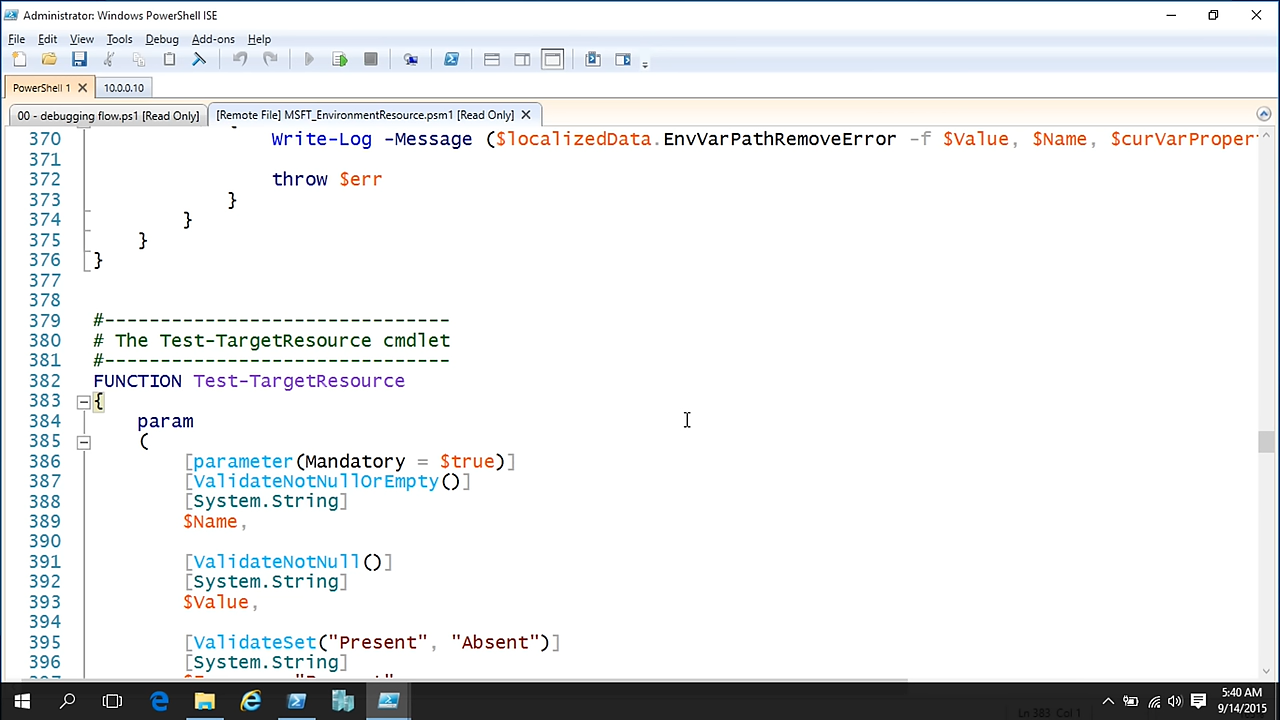 Administrator: Windows PowerShell ISE
File Edit View Tools Debug Add-ons Help
PowerShell 1 10.0.0.10
00 - debugging flow.ps1 [Read Only] [Remote File] MSFT_EnvironmentResource.psm1 [Read Only]
370 Write-Log -Message ($localizedData.EnvVarPathRemoveError -f $Value, $Name, $curVarProper
371
372 throw $err
373 }
374 }
375 }
376 }
377
378
379 #-------------------------------
380 # The Test-TargetResource cmdlet
381 #-------------------------------
382 FUNCTION Test-TargetResource
383 {
384 param
385 (
386 [parameter(Mandatory = $true)]
387 [ValidateNotNullOrEmpty()]
388 [System.String]
389 $Name,
390
391 [ValidateNotNull()]
392 [System.String]
393 $Value,
394
395 [ValidateSet("Present", "Absent")]
396 [System.String]
Ln 383 Col 1
5:40 AM
9/14/2015